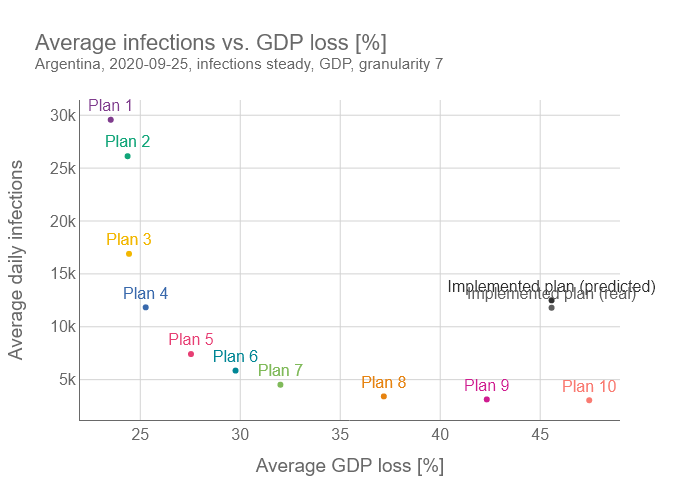 Average infections vs. GDP loss [%]
Argentina, 2020-09-25, infections steady, GDP, granularity 7
Average daily infections
30k
25k
20k
15k
10k
5k
Plan 1
Plan 2
Plan 3
Plan 4
Plan 5
Plan 6
Plan 7
Plan 8
Plan 9
Plan 10
Implemented plan (predicted)
Implemented plan (real)
25
30
35
40
45
Average GDP loss [%]